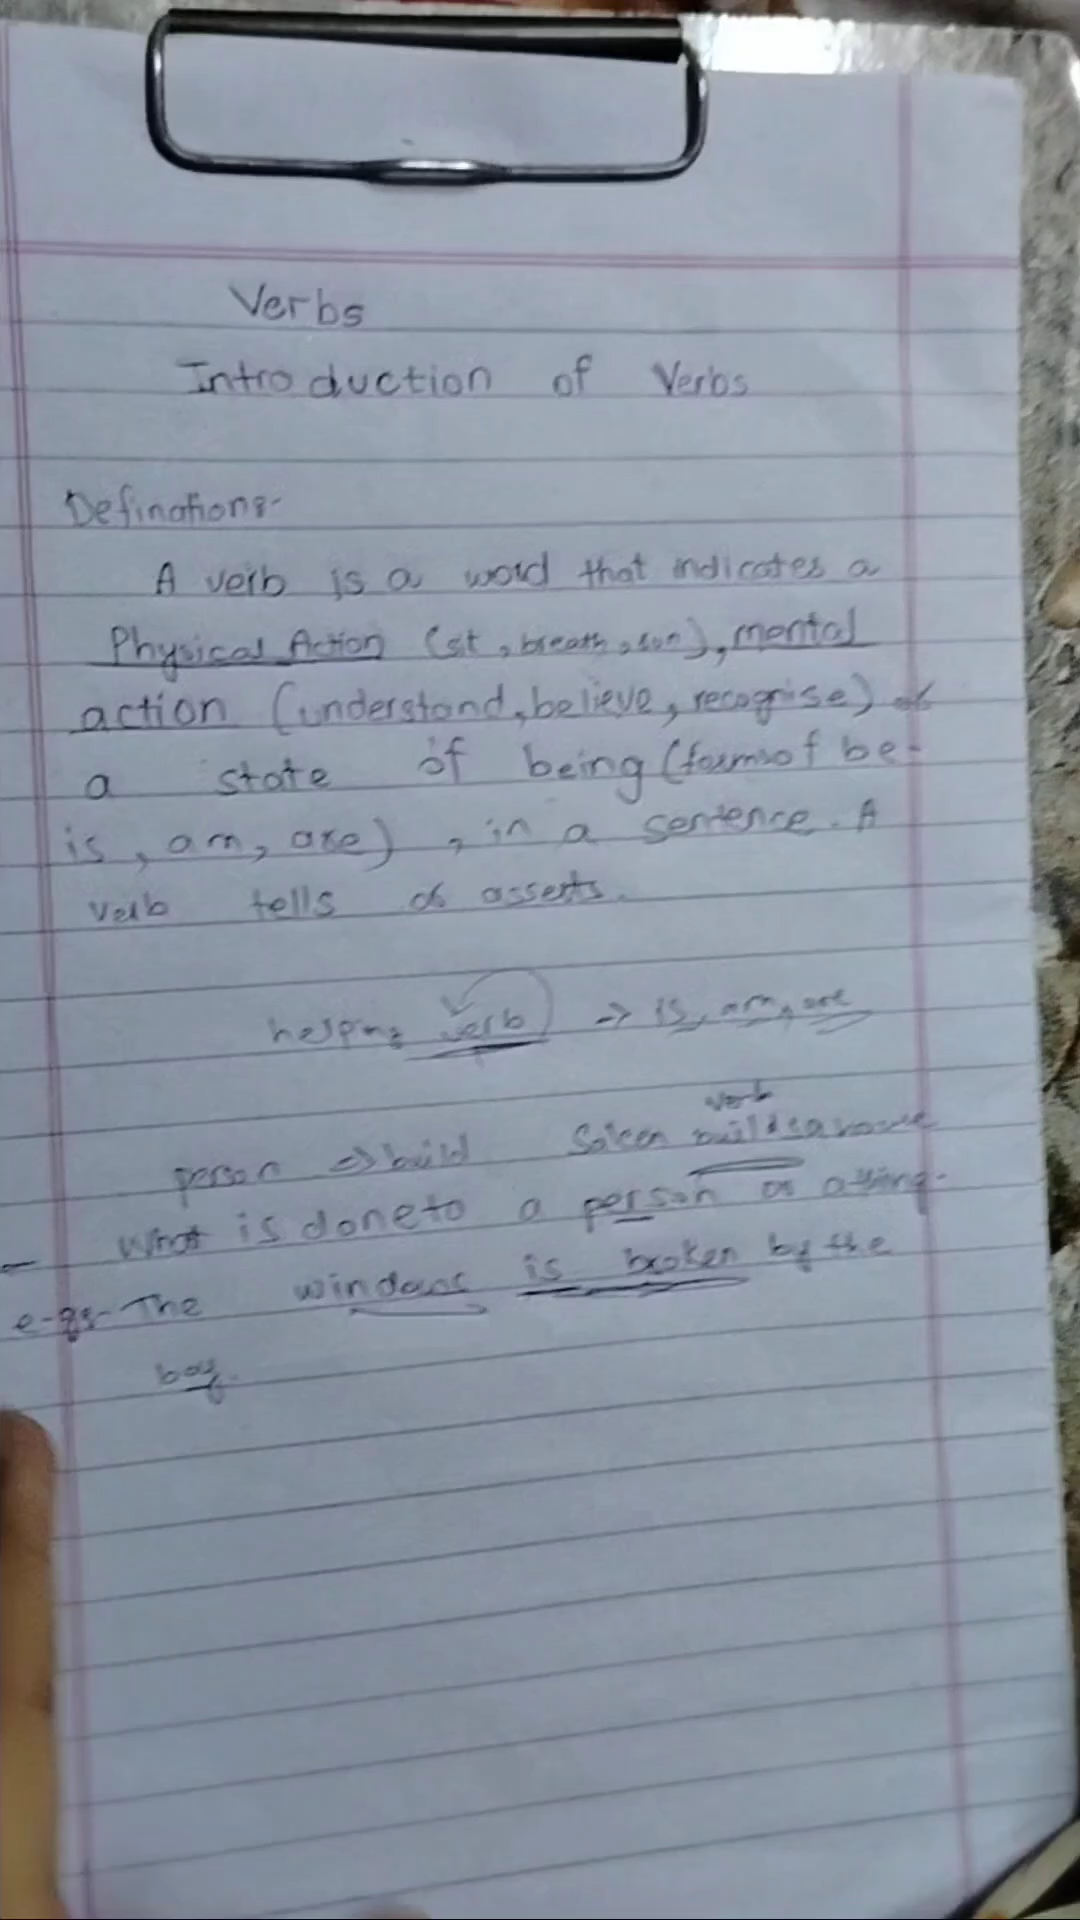 Verbs
Introduction of Verbs
Definations:-
A verb is a word that indicates a
Physical Action (sit, breath, run), mental
action (understand, believe, recognise) or
a state of being (forms of be-
is, am, are), in a sentence. A
verb tells or asserts.
helping verb) → is, am, are
verb
person ⇒ build Saleem builds a house
What is done to a person or a thing.
e-g:- The windows is broken by the
boy.